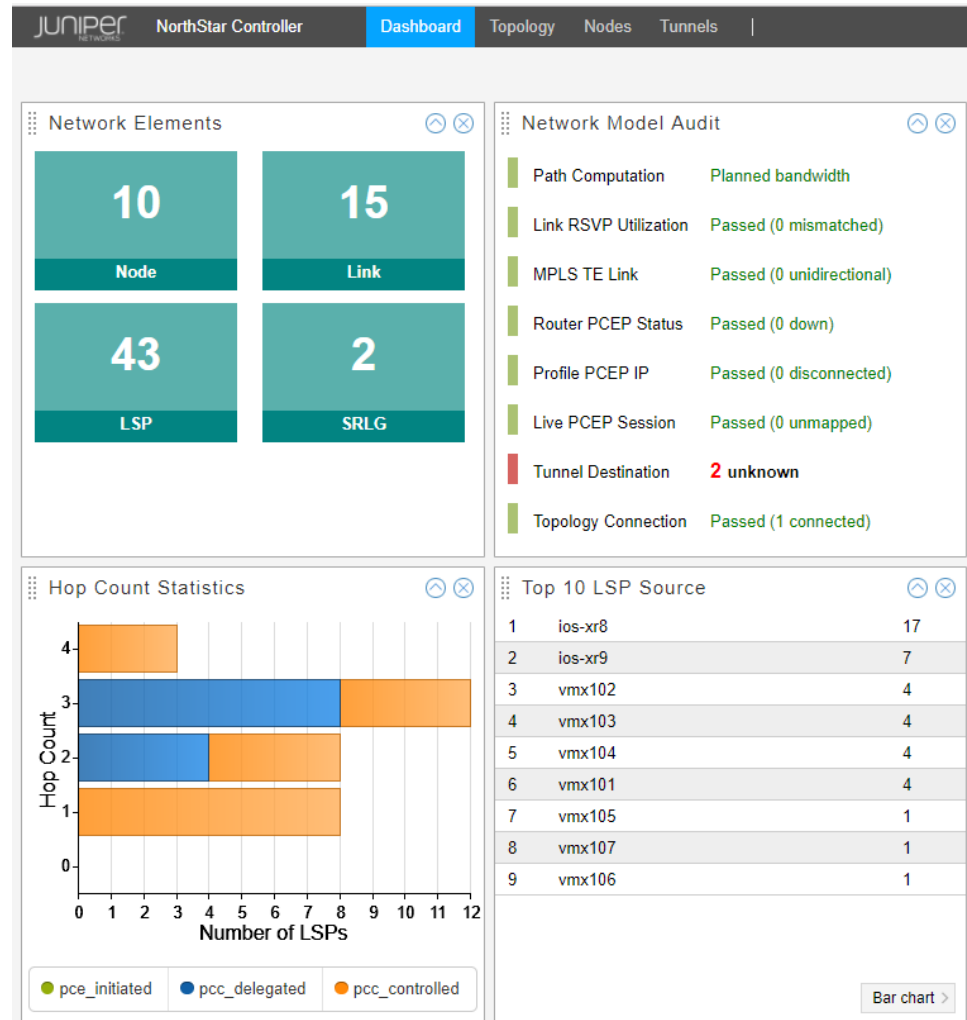 JUNIPER NETWORKS NorthStar Controller Dashboard Topology Nodes Tunnels
Network Elements
10
Node
15
Link
43
LSP
2
SRLG
Network Model Audit
Path Computation Planned bandwidth
Link RSVP Utilization Passed (0 mismatched)
MPLS TE Link Passed (0 unidirectional)
Router PCEP Status Passed (0 down)
Profile PCEP IP Passed (0 disconnected)
Live PCEP Session Passed (0 unmapped)
Tunnel Destination 2 unknown
Topology Connection Passed (1 connected)
Hop Count Statistics
Hop Count
4
3
2
1
0
0 1 2 3 4 5 6 7 8 9 10 11 12
Number of LSPs
pce_initiated pcc_delegated pcc_controlled
Top 10 LSP Source
1 ios-xr8 17
2 ios-xr9 7
3 vmx102 4
4 vmx103 4
5 vmx104 4
6 vmx101 4
7 vmx105 1
8 vmx107 1
9 vmx106 1
Bar chart >